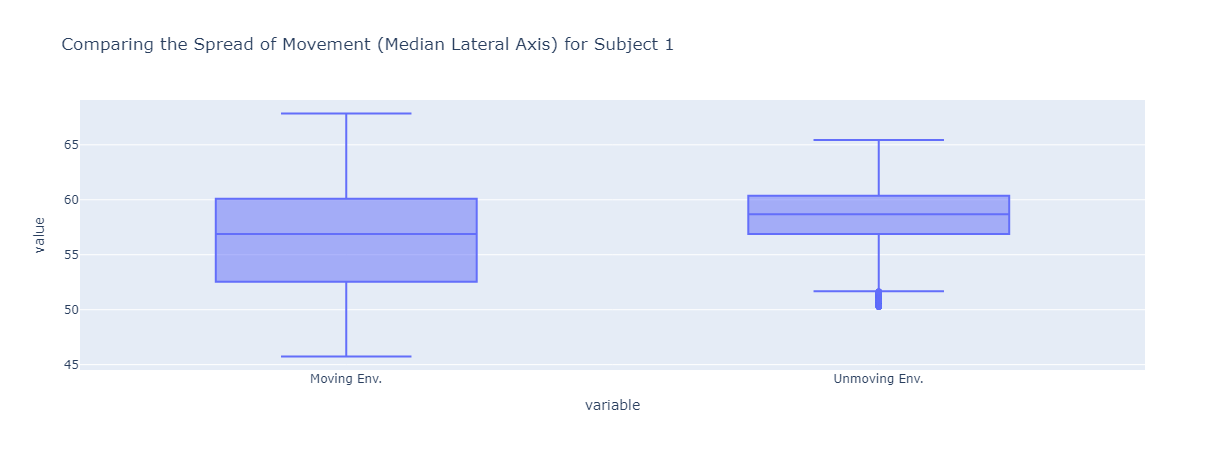 Comparing the Spread of Movement (Median Lateral Axis) for Subject 1
65
60
55
50
45
value
Moving Env.
Unmoving Env.
variable